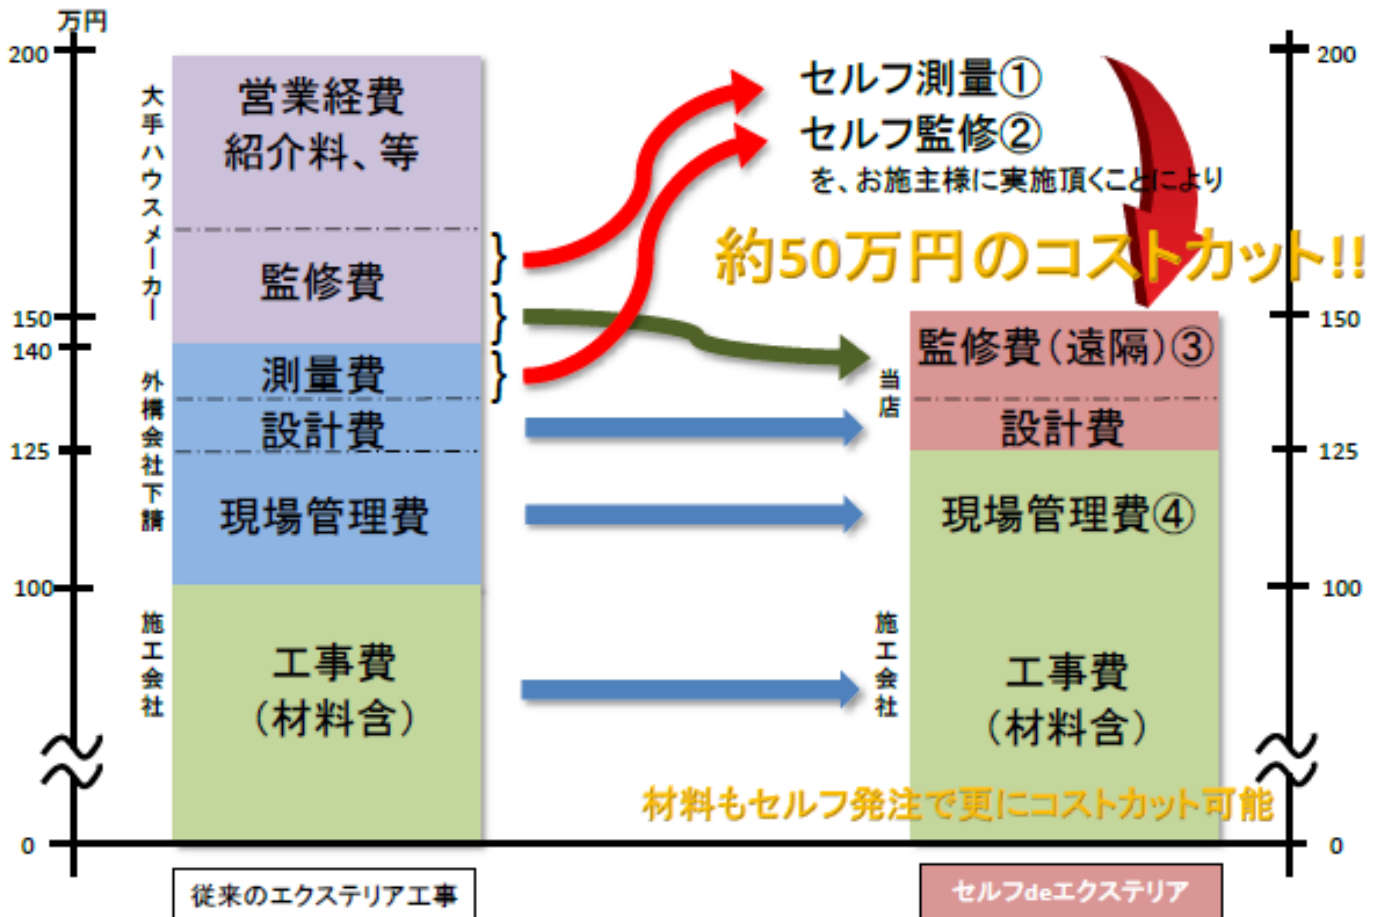 万円
200
150
140
125
100
0
大手ハウスメーカー
外構会社下請
施工会社
営業経費
紹介料、等
監修費
測量費
設計費
現場管理費
工事費
（材料含）
従来のエクステリア工事
セルフ測量①
セルフ監修②
を、お施主様に実施頂くことにより
約50万円のコストカット!!
当店
施工会社
監修費（遠隔）③
設計費
現場管理費④
工事費
（材料含）
材料もセルフ発注で更にコストカット可能
セルフdeエクステリア
200
150
125
100
0